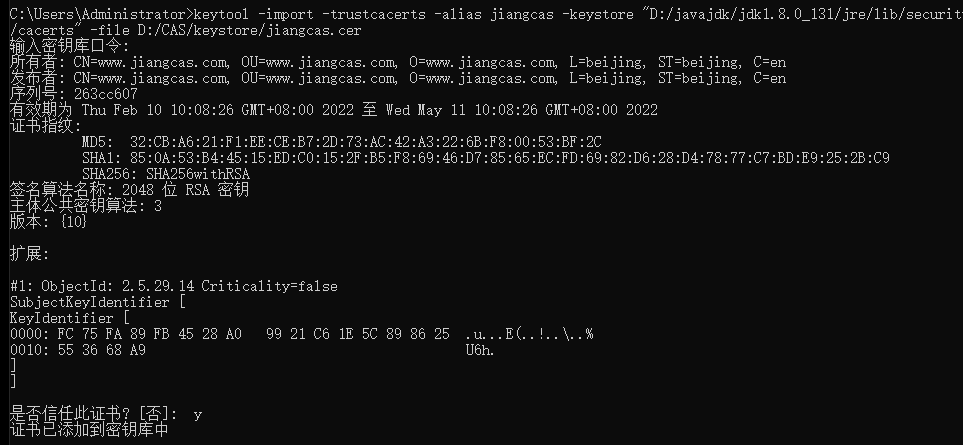 C:\Users\Administrator>keytool -import -trustcacerts -alias jiangcas -keystore "D:/javajdk/jdk1.8.0_131/jre/lib/securit
/cacerts" -file D:/CAS/keystore/jiangcas.cer
输入密钥库口令:
所有者: CN=www.jiangcas.com, OU=www.jiangcas.com, O=www.jiangcas.com, L=beijing, ST=beijing, C=en
发布者: CN=www.jiangcas.com, OU=www.jiangcas.com, O=www.jiangcas.com, L=beijing, ST=beijing, C=en
序列号: 263cc607
有效期为 Thu Feb 10 10:08:26 GMT+08:00 2022 至 Wed May 11 10:08:26 GMT+08:00 2022
证书指纹:
MD5: 32:CB:A6:21:F1:EE:CE:B7:2D:73:AC:42:A3:22:6B:F8:00:53:BF:2C
SHA1: 85:0A:53:B4:45:15:ED:C0:15:2F:B5:F8:69:46:D7:85:65:EC:FD:69:82:D6:28:D4:78:77:C7:BD:E9:25:2B:C9
SHA256: SHA256withRSA
签名算法名称: 2048 位 RSA 密钥
主体公共密钥算法: 3
版本: {10}
扩展:
#1: ObjectId: 2.5.29.14 Criticality=false
SubjectKeyIdentifier [
KeyIdentifier [
0000: FC 75 FA 89 FB 45 28 A0 99 21 C6 1E 5C 89 86 25 .u...E(..!..\..%
0010: 55 36 68 A9 U6h.
]
]
是否信任此证书? [否]: y
证书已添加到密钥库中